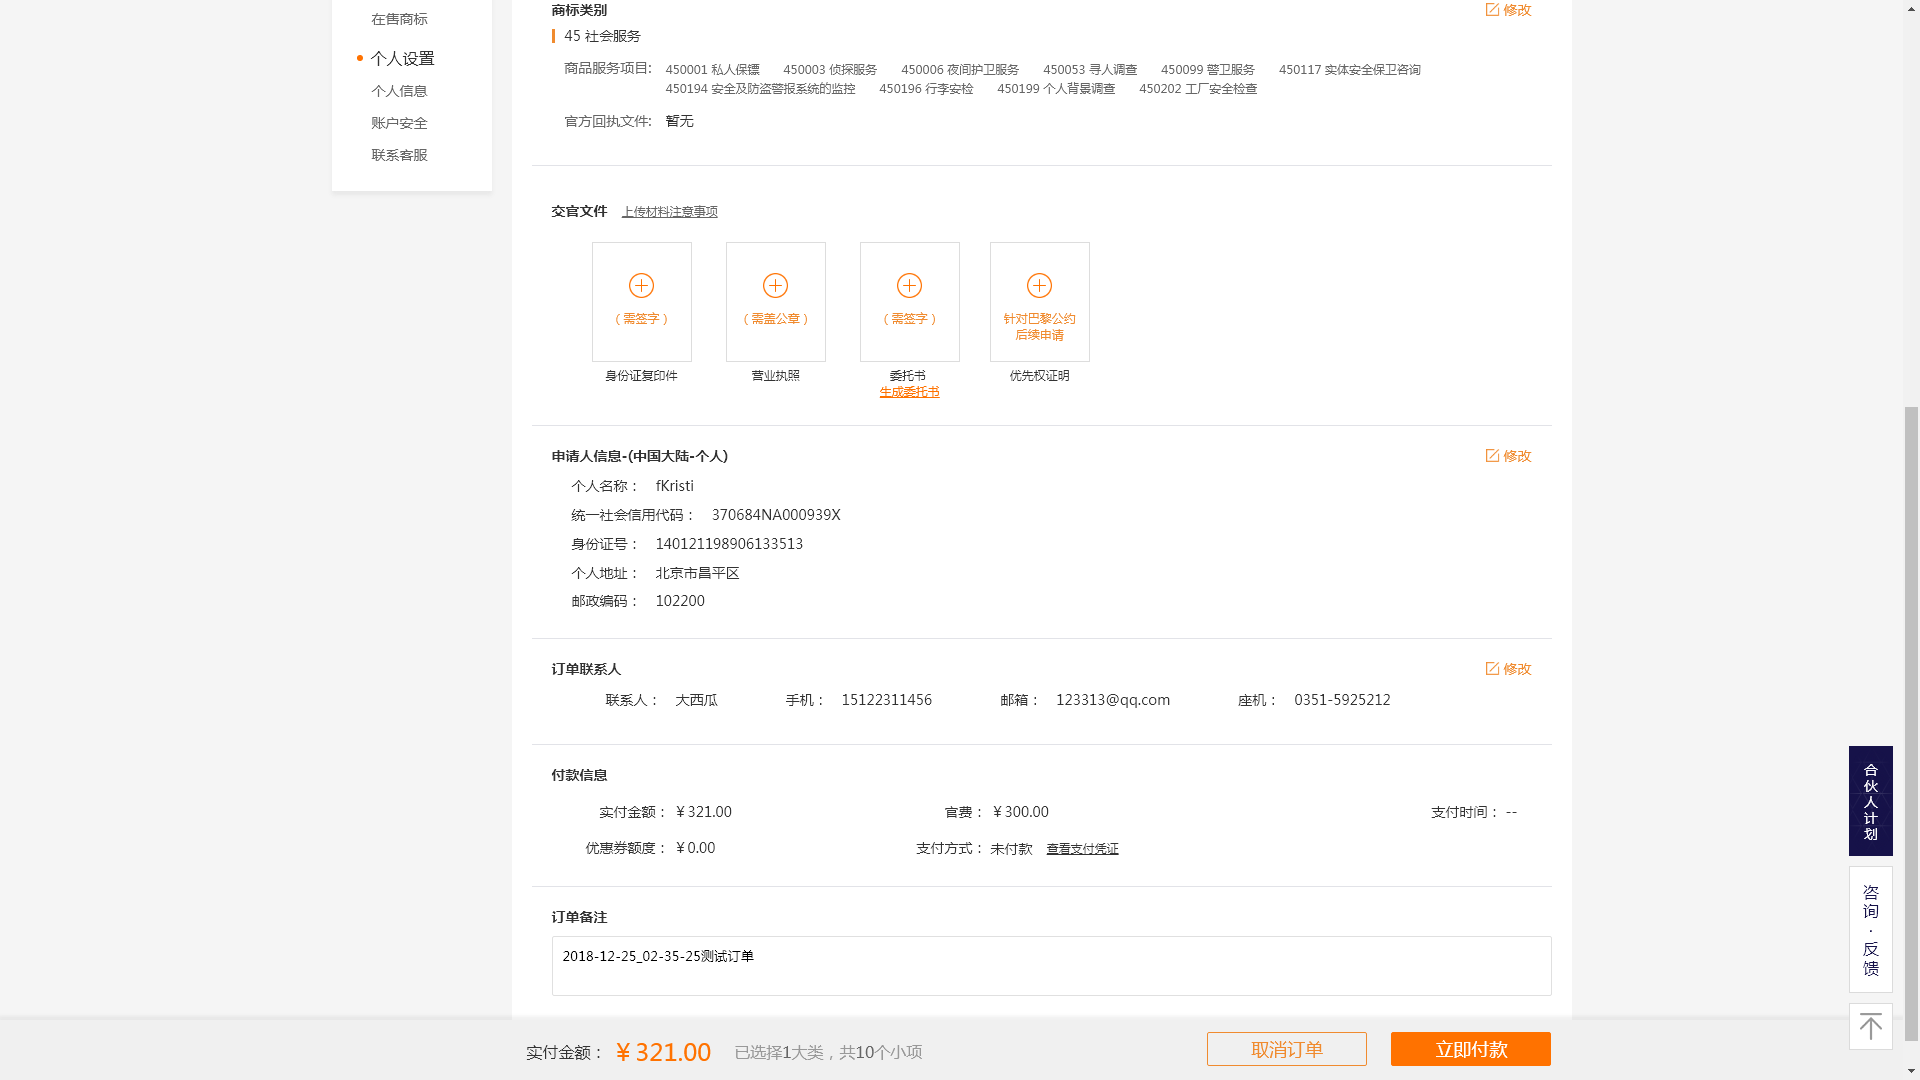 在售商标
个人设置
个人信息
账户安全
联系客服
商标类别
修改
45 社会服务
商品服务项目:
450001 私人保镖 450003 侦探服务 450006 夜间护卫服务 450053 寻人调查 450099 警卫服务 450117 实体安全保卫咨询
450194 安全及防盗警报系统的监控 450196 行李安检 450199 个人背景调查 450202 工厂安全检查
官方回执文件: 暂无
交官文件 上传材料注意事项
（需签字） （需盖公章） （需签字） 针对巴黎公约
后续申请
身份证复印件 营业执照 委托书 优先权证明
生成委托书
申请人信息-(中国大陆-个人)
修改
个人名称： fKristi
统一社会信用代码： 370684NA000939X
身份证号： 140121198906133513
个人地址： 北京市昌平区
邮政编码： 102200
订单联系人
修改
联系人： 大西瓜 手机： 15122311456 邮箱： 123313@qq.com 座机： 0351-5925212
付款信息
实付金额： ¥321.00 官费： ¥300.00 支付时间： --
优惠券额度： ¥0.00 支付方式： 未付款 查看支付凭证
订单备注
2018-12-25_02-35-25测试订单
实付金额： ¥321.00 已选择1大类，共10个小项 取消订单 立即付款
合伙人计划
咨询·反馈